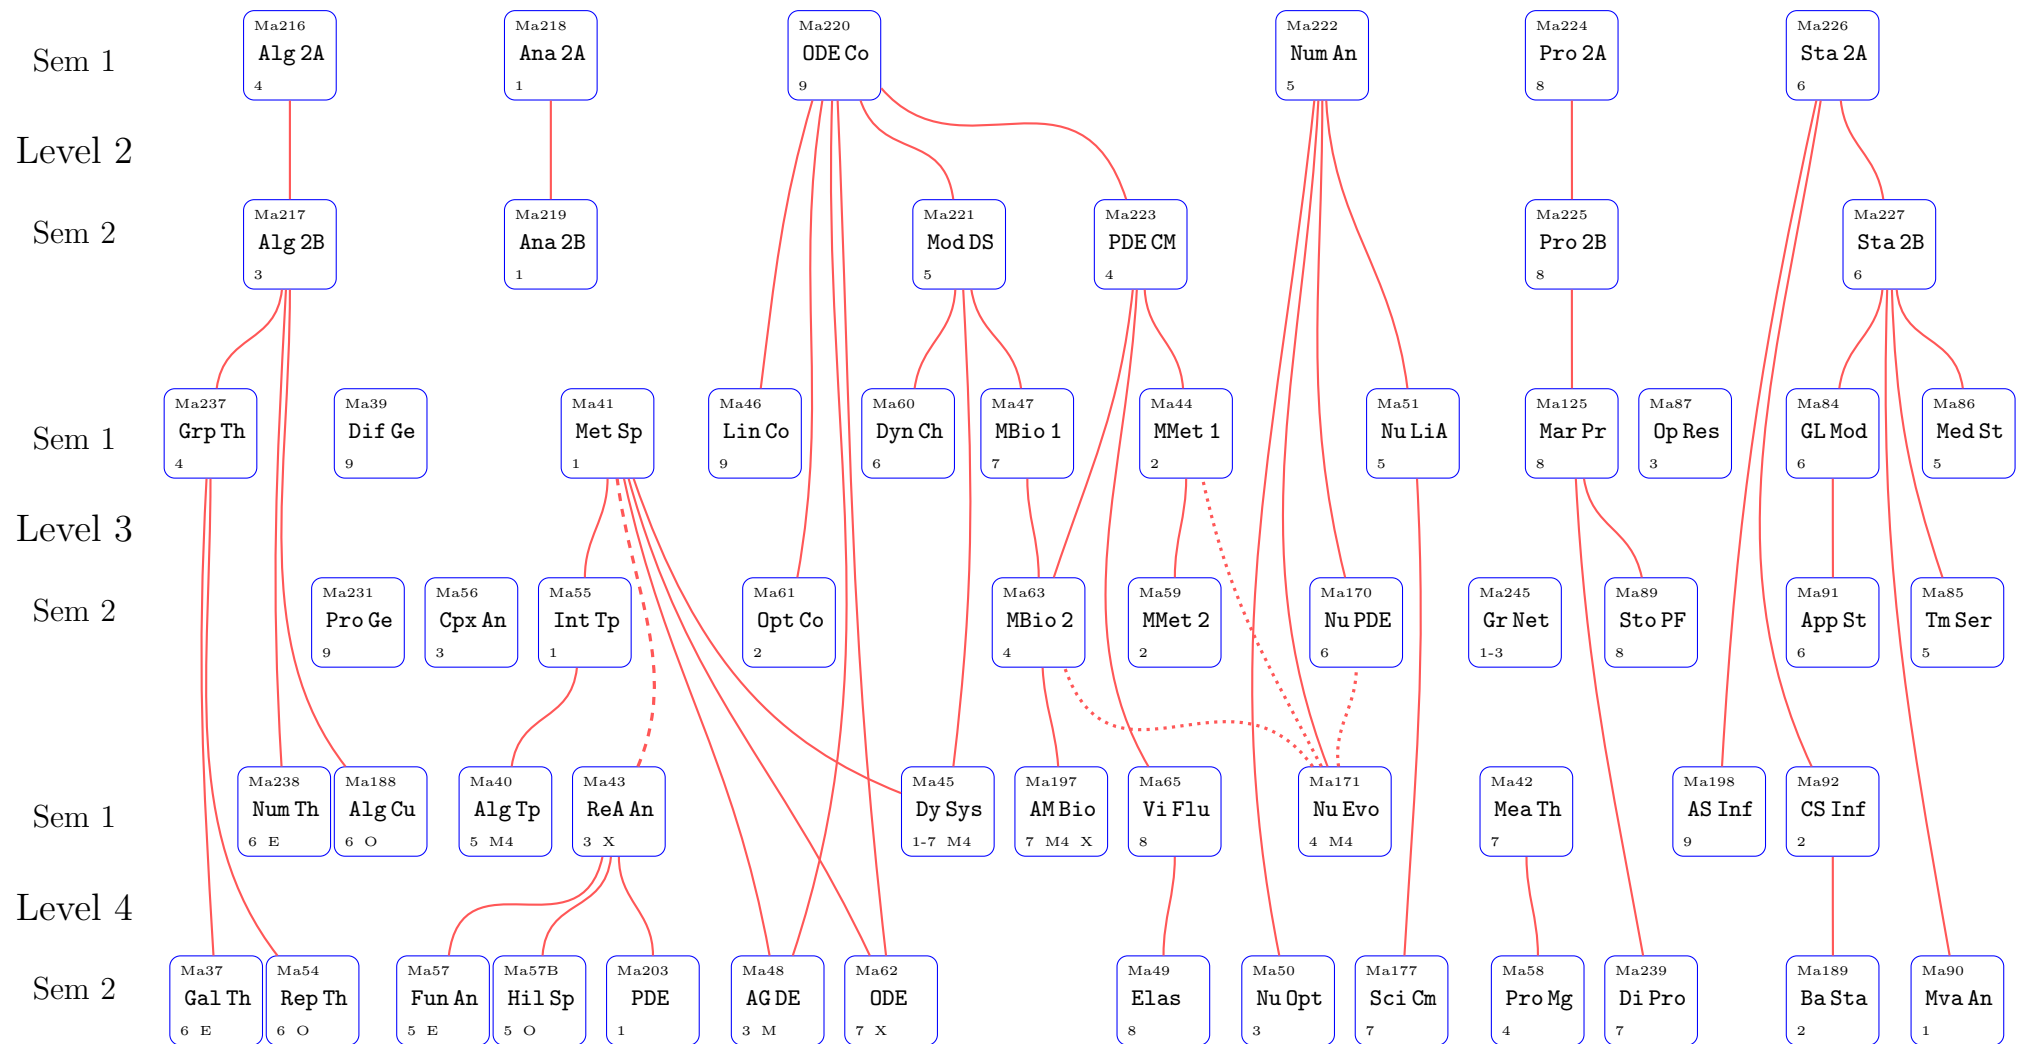 Ma216
Alg 2A
4
Ma218
Ana 2A
1
Ma220
ODE Co
9
Ma222
Num An
5
Ma224
Pro 2A
8
Ma226
Sta 2A
6
Sem 1
Level 2
Sem 2
Ma217
Alg 2B
3
Ma219
Ana 2B
1
Ma221
Mod DS
5
Ma223
PDE CM
4
Ma225
Pro 2B
8
Ma227
Sta 2B
6
Sem 1
Ma237
Grp Th
4
Ma39
Dif Ge
9
Ma41
Met Sp
1
Ma46
Lin Co
9
Ma60
Dyn Ch
6
Ma47
MBio 1
7
Ma44
MMet 1
2
Ma51
Nu LiA
5
Ma125
Mar Pr
8
Ma87
Op Res
3
Ma84
GL Mod
6
Ma86
Med St
5
Level 3
Sem 2
Ma231
Pro Ge
9
Ma56
Cpx An
3
Ma55
Int Tp
1
Ma61
Opt Co
2
Ma63
MBio 2
4
Ma59
MMet 2
2
Ma170
Nu PDE
6
Ma245
Gr Net
1-3
Ma89
Sto PF
8
Ma91
App St
6
Ma85
Tm Ser
5
Sem 1
Ma238
Num Th
6 E
Ma188
Alg Cu
6 O
Ma40
Alg Tp
5 M4
Ma43
ReA An
3 X
Ma45
Dy Sys
1-7 M4
Ma197
AM Bio
7 M4 X
Ma65
Vi Flu
8
Ma171
Nu Evo
4 M4
Ma42
Mea Th
7
Ma198
AS Inf
9
Ma92
CS Inf
2
Level 4
Sem 2
Ma37
Gal Th
6 E
Ma54
Rep Th
6 O
Ma57
Fun An
5 E
Ma57B
Hil Sp
5 O
Ma203
PDE
1
Ma48
AG DE
3 M
Ma62
ODE
7 X
Ma49
Elas
8
Ma50
Nu Opt
3
Ma177
Sci Cm
7
Ma58
Pro Mg
4
Ma239
Di Pro
7
Ma189
Ba Sta
2
Ma90
Mva An
1